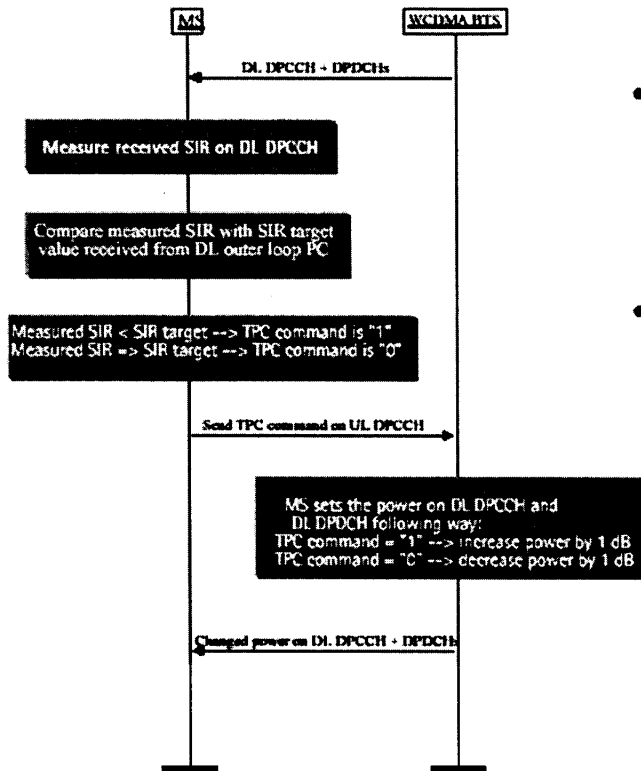 MS
WCDMA BTS
DL DPCCH + DPDCHs
Measure received SIR on DL DPCCH
Compare measured SIR with SIR target
value received from DL outer loop PC
Measured SIR < SIR target --> TPC command is "1"
Measured SIR => SIR target --> TPC command is "0"
Send TPC command on UL DPCCH
MS sets the power on DL DPCCH and
DL DPDCH following way:
TPC command = "1" --> increase power by 1 dB
TPC command = "0" --> decrease power by 1 dB
Changed power on DL DPCCH + DPDCHs